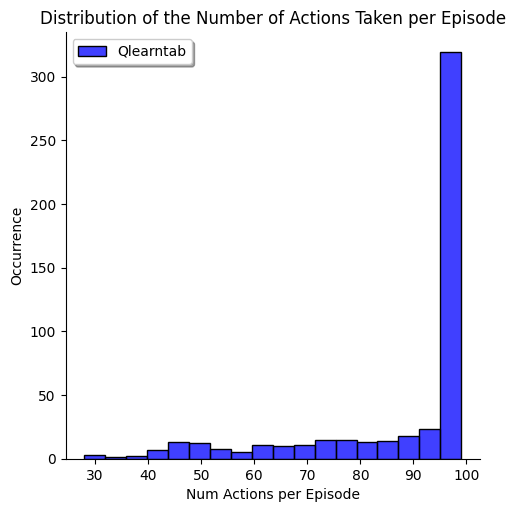 Distribution of the Number of Actions Taken per Episode
Qlearntab
300
250
200
150
100
50
0
Occurrence
30 40 50 60 70 80 90 100
Num Actions per Episode